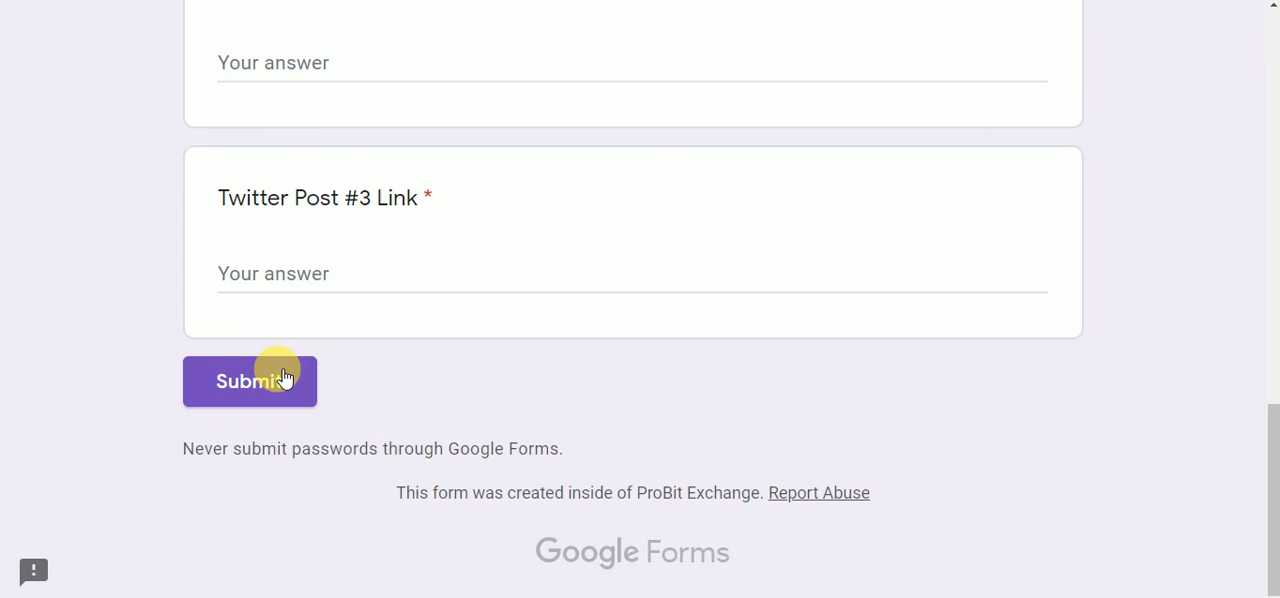 Your answer
Twitter Post #3 Link *
Your answer
Submit
Never submit passwords through Google Forms.
This form was created inside of ProBit Exchange. Report Abuse
Google Forms